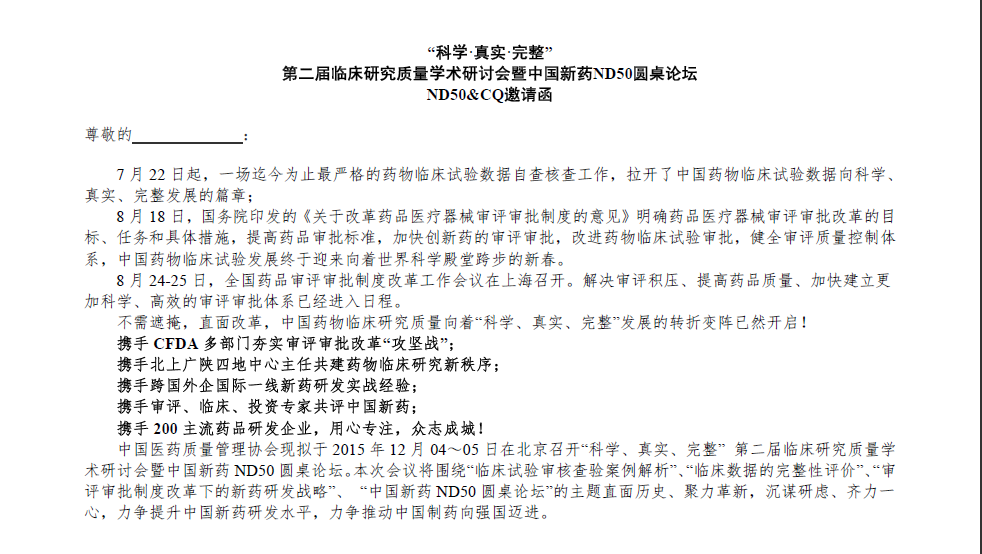 “科学·真实·完整”
第二届临床研究质量学术研讨会暨中国新药ND50圆桌论坛
ND50&CQ邀请函
尊敬的______________：
7 月 22 日起，一场迄今为止最严格的药物临床试验数据自查核查工作，拉开了中国药物临床试验数据向科学、
真实、完整发展的篇章；
8 月 18 日，国务院印发的《关于改革药品医疗器械审评审批制度的意见》明确药品医疗器械审评审批改革的目
标、任务和具体措施，提高药品审批标准，加快创新药的审评审批，改进药物临床试验审批，健全审评质量控制体
系，中国药物临床试验发展终于迎来向着世界科学殿堂跨步的新春。
8 月 24-25 日，全国药品审评审批制度改革工作会议在上海召开。解决审评积压、提高药品质量、加快建立更
加科学、高效的审评审批体系已经进入日程。
不需遮掩，直面改革，中国药物临床研究质量向着“科学、真实、完整”发展的转折变阵已然开启！
携手 CFDA 多部门夯实审评审批改革“攻坚战”；
携手北上广陕四地中心主任共建药物临床研究新秩序；
携手跨国外企国际一线新药研发实战经验；
携手审评、临床、投资专家共评中国新药；
携手 200 主流药品研发企业，用心专注，众志成城！
中国医药质量管理协会现拟于 2015 年 12 月 04～05 日在北京召开“科学、真实、完整” 第二届临床研究质量学
术研讨会暨中国新药 ND50 圆桌论坛。本次会议将围绕“临床试验审核查验案例解析”、“临床数据的完整性评价”、“审
评审批制度改革下的新药研发战略”、 “中国新药 ND50 圆桌论坛”的主题直面历史、聚力革新，沉谋研虑、齐力一
心，力争提升中国新药研发水平，力争推动中国制药向强国迈进。